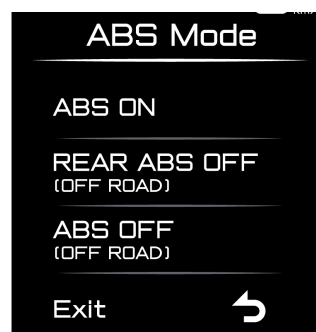 ABS Mode
ABS ON
REAR ABS OFF
(OFF ROAD)
ABS OFF
(OFF ROAD)
Exit